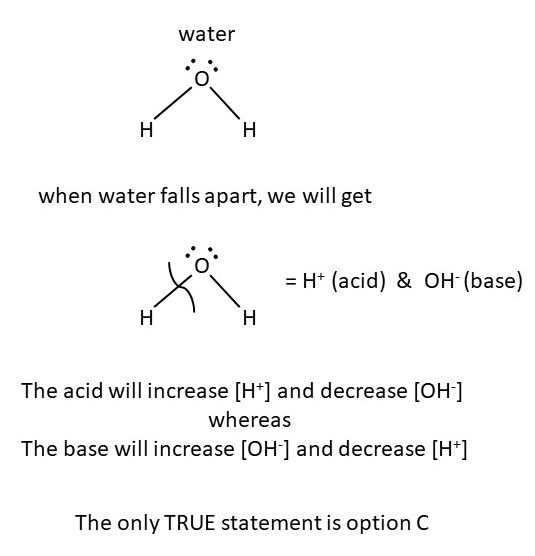 water
O
H H
when water falls apart, we will get
O
= H⁺ (acid) & OH⁻ (base)
H H
The acid will increase [H⁺] and decrease [OH⁻]
whereas
The base will increase [OH⁻] and decrease [H⁺]
The only TRUE statement is option C